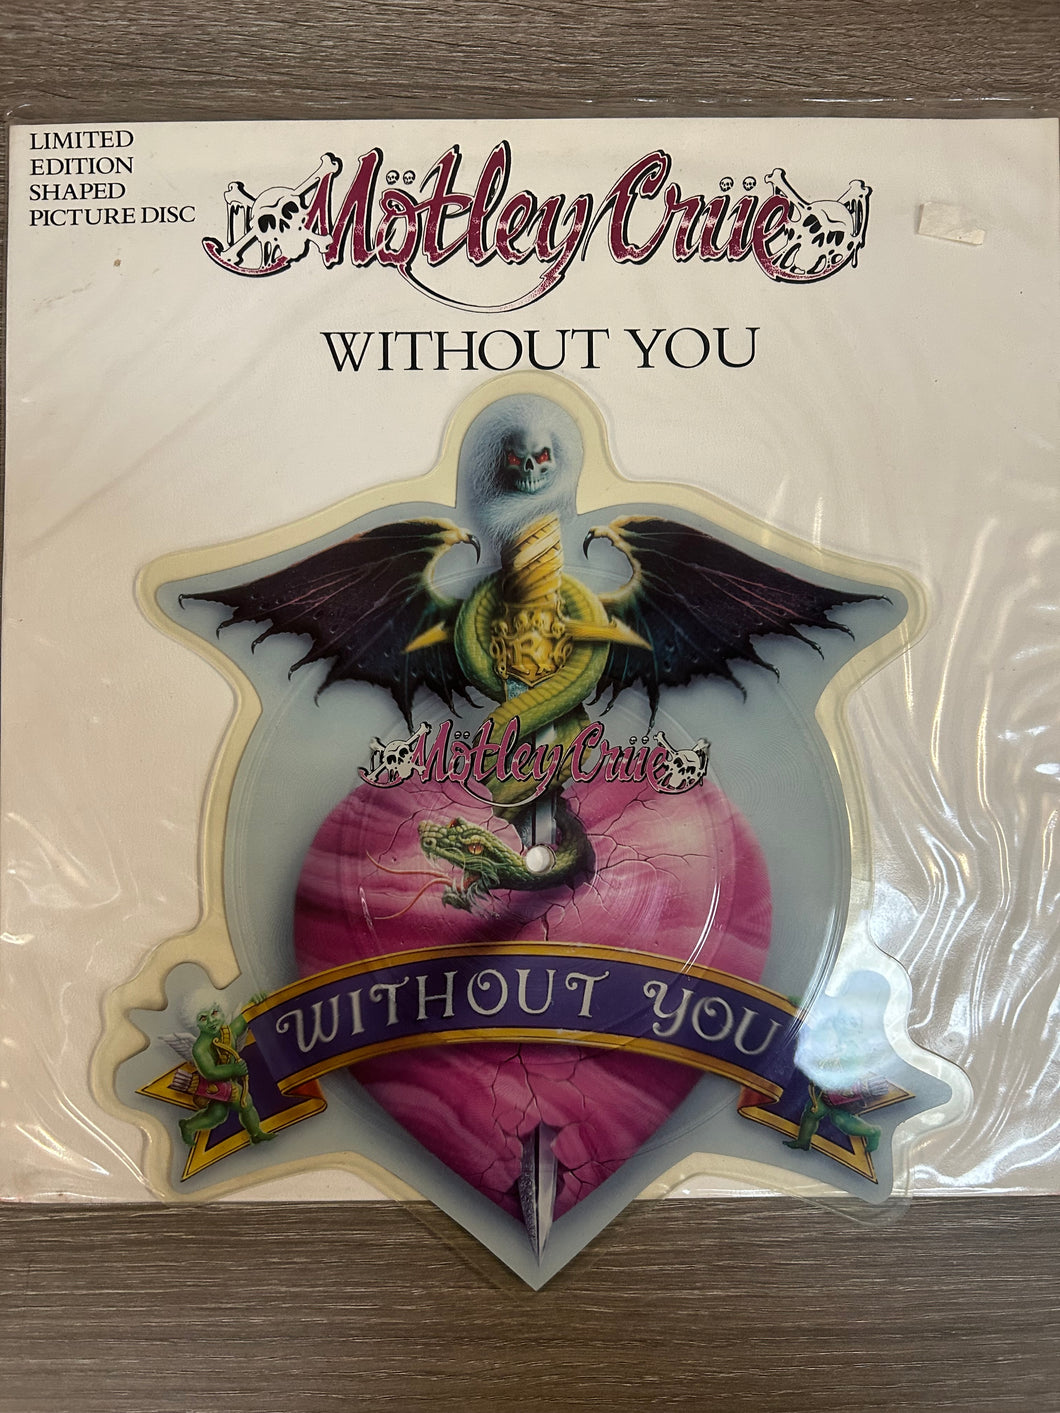 LIMITED
EDITION
SHAPED
PICTURE DISC
Mötley Crüe
WITHOUT YOU
R
Mötley Crüe
WITHOUT YOU